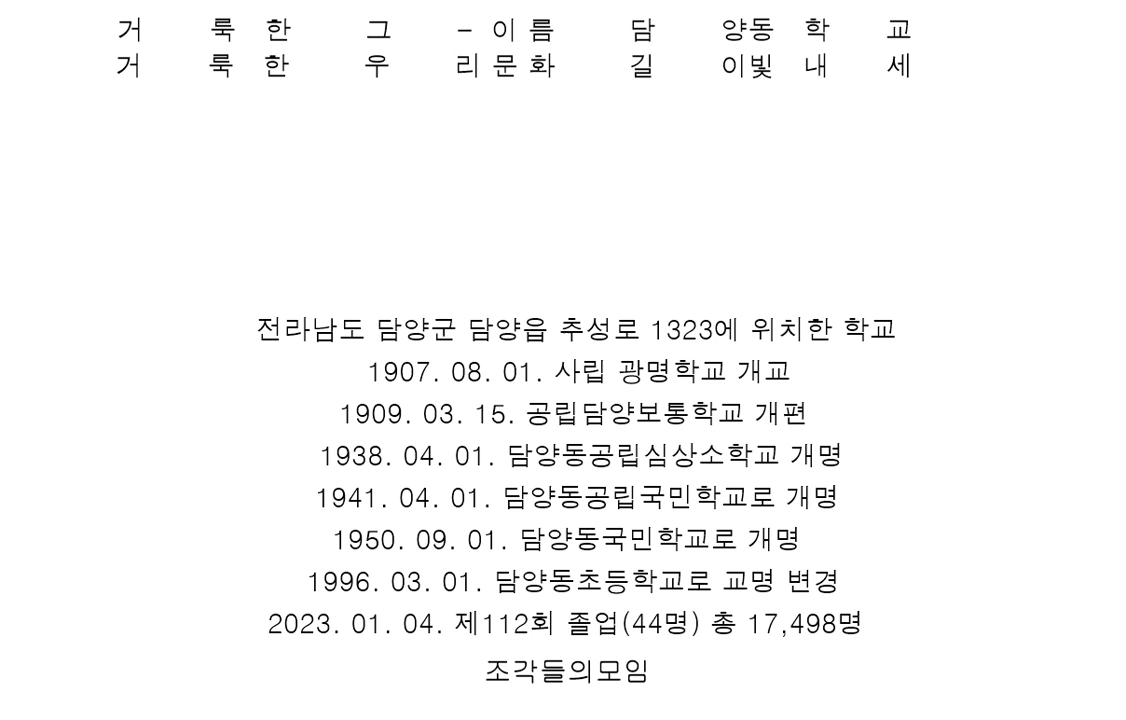 거 룩 한 그 - 이 름 담 양동 학 교
거 룩 한 우 리 문 화 길 이빛 내 세
전라남도 담양군 담양읍 추성로 1323에 위치한 학교
1907. 08. 01. 사립 광명학교 개교
1909. 03. 15. 공립담양보통학교 개편
1938. 04. 01. 담양동공립심상소학교 개명
1941. 04. 01. 담양동공립국민학교로 개명
1950. 09. 01. 담양동국민학교로 개명
1996. 03. 01. 담양동초등학교로 교명 변경
2023. 01. 04. 제112회 졸업(44명) 총 17,498명
조각들의모임